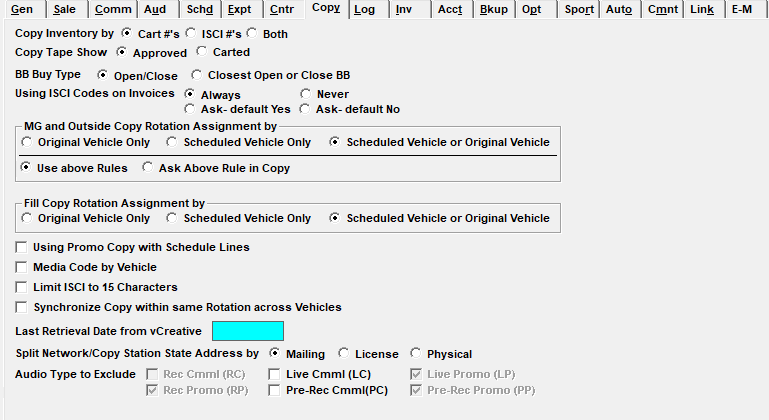 Gen Sale Comm Aud Schd Expt Cntr Copy Log Inv Acct Bkup Opt Sport Auto Cmnt Link E-M
Copy Inventory by Cart #'s ISCI #'s Both
Copy Tape Show Approved Carted
BB Buy Type Open/Close Closest Open or Close BB
Using ISCI Codes on Invoices Always Never
Ask- default Yes Ask- default No
MG and Outside Copy Rotation Assignment by
Original Vehicle Only Scheduled Vehicle Only Scheduled Vehicle or Original Vehicle
Use above Rules Ask Above Rule in Copy
Fill Copy Rotation Assignment by
Original Vehicle Only Scheduled Vehicle Only Scheduled Vehicle or Original Vehicle
Using Promo Copy with Schedule Lines
Media Code by Vehicle
Limit ISCI to 15 Characters
Synchronize Copy within same Rotation across Vehicles
Last Retrieval Date from vCreative
Split Network/Copy Station State Address by Mailing License Physical
Audio Type to Exclude Rec Cmml (RC) Live Cmml (LC) Live Promo (LP)
Rec Promo (RP) Pre-Rec Cmml(PC) Pre-Rec Promo (PP)